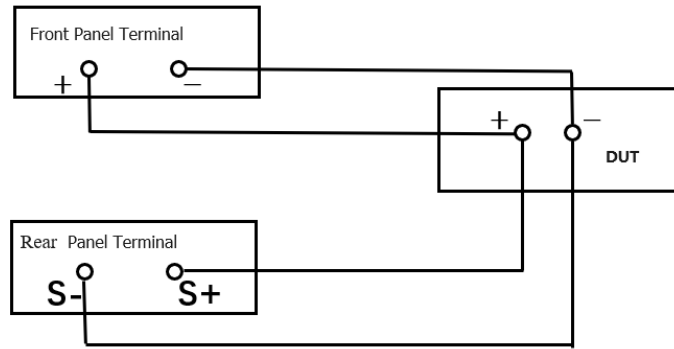 Front Panel Terminal
+ −
+ −
DUT
Rear Panel Terminal
S- S+